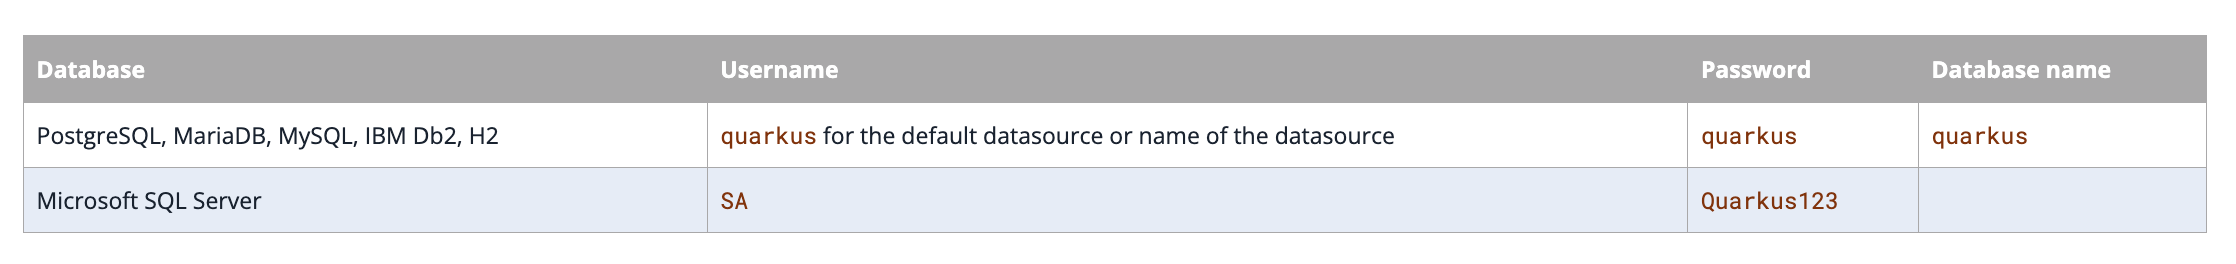 Database Username Password Database name
PostgreSQL, MariaDB, MySQL, IBM Db2, H2 quarkus for the default datasource or name of the datasource quarkus quarkus
Microsoft SQL Server SA Quarkus123